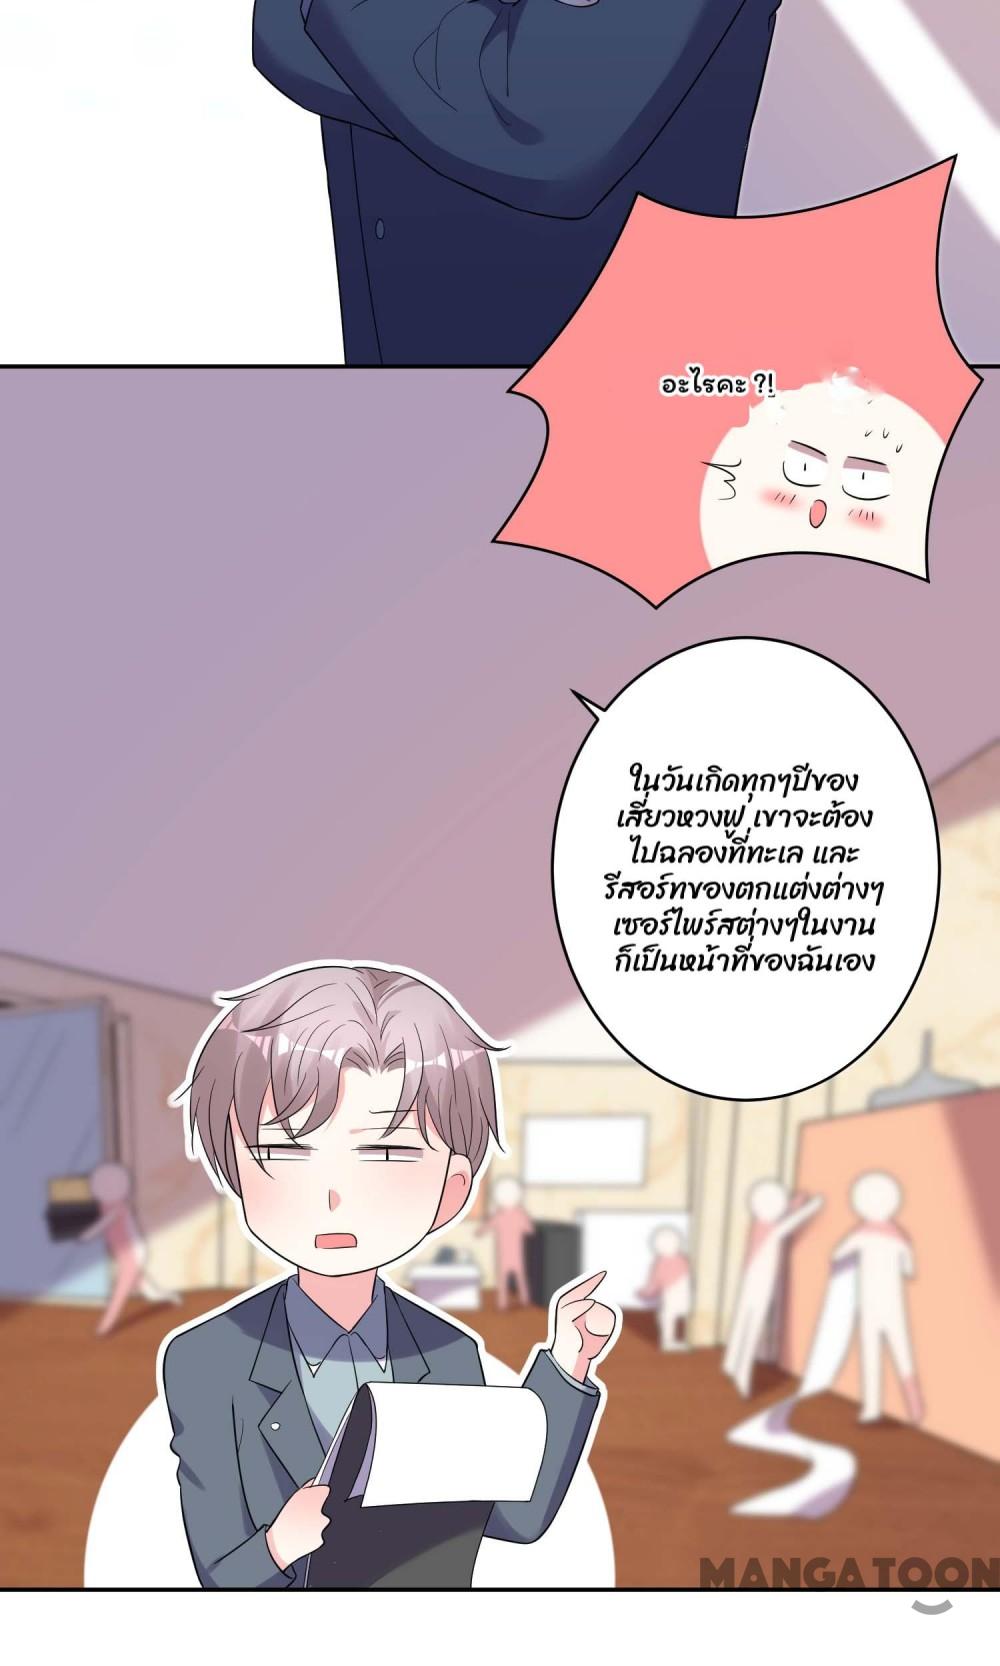 อะไรคะ ?!
ในวันเกิดทุกๆปีของ
เสี่ยวหวงฟู เขาจะต้อง
ไปฉลองที่ทะเล และ
รีสอร์ทของตกแต่งต่างๆ
เซอร์ไพร์สต่างๆในงาน
ก็เป็นหน้าที่ของฉันเอง
MANGATOON